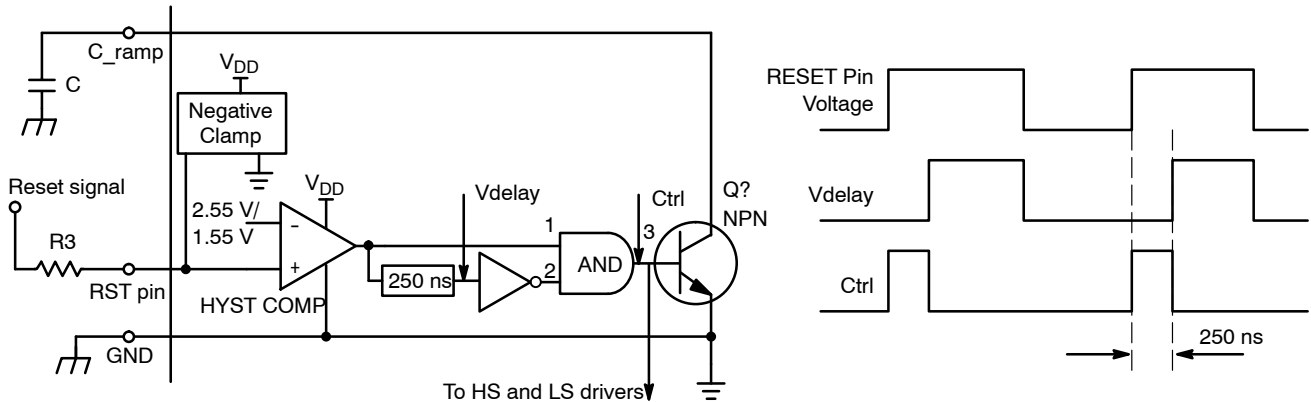 C_ramp
C
VDD
Negative
Clamp
Reset signal
R3
RST pin
2.55 V/
1.55 V
VDD
–
+
HYST COMP
GND
Vdelay
250 ns
1
2
AND
3
Ctrl
Q?
NPN
To HS and LS drivers
RESET Pin
Voltage
Vdelay
Ctrl
250 ns